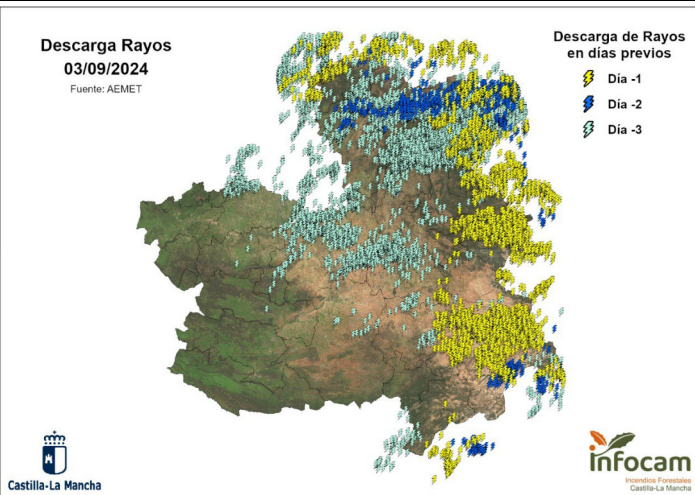 Descarga Rayos
03/09/2024
Fuente: AEMET
Descarga de Rayos
en días previos
Día -1
Día -2
Día -3
Castilla-La Mancha
infocam
Incendios Forestales
Castilla-La Mancha